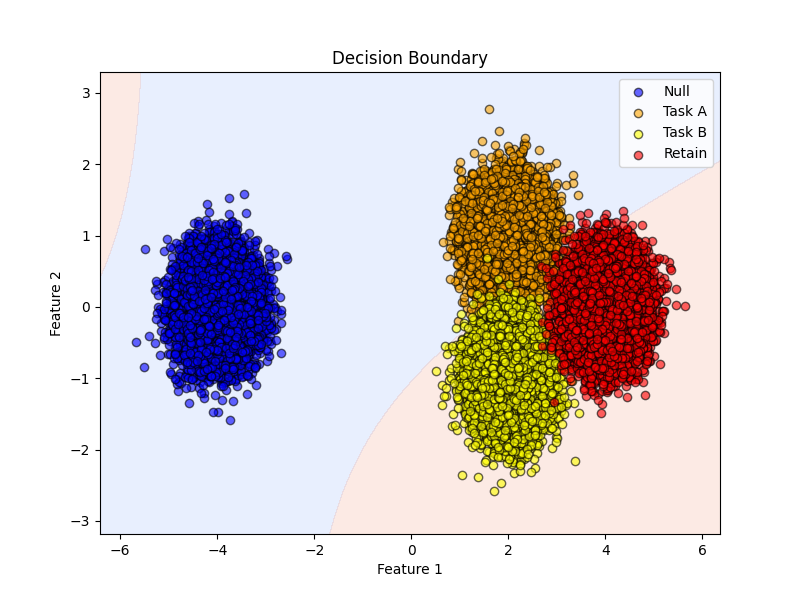 Decision Boundary
Null
Task A
Task B
Retain
3
2
1
0
−1
−2
−3
Feature 2
−6
−4
−2
0
2
4
6
Feature 1